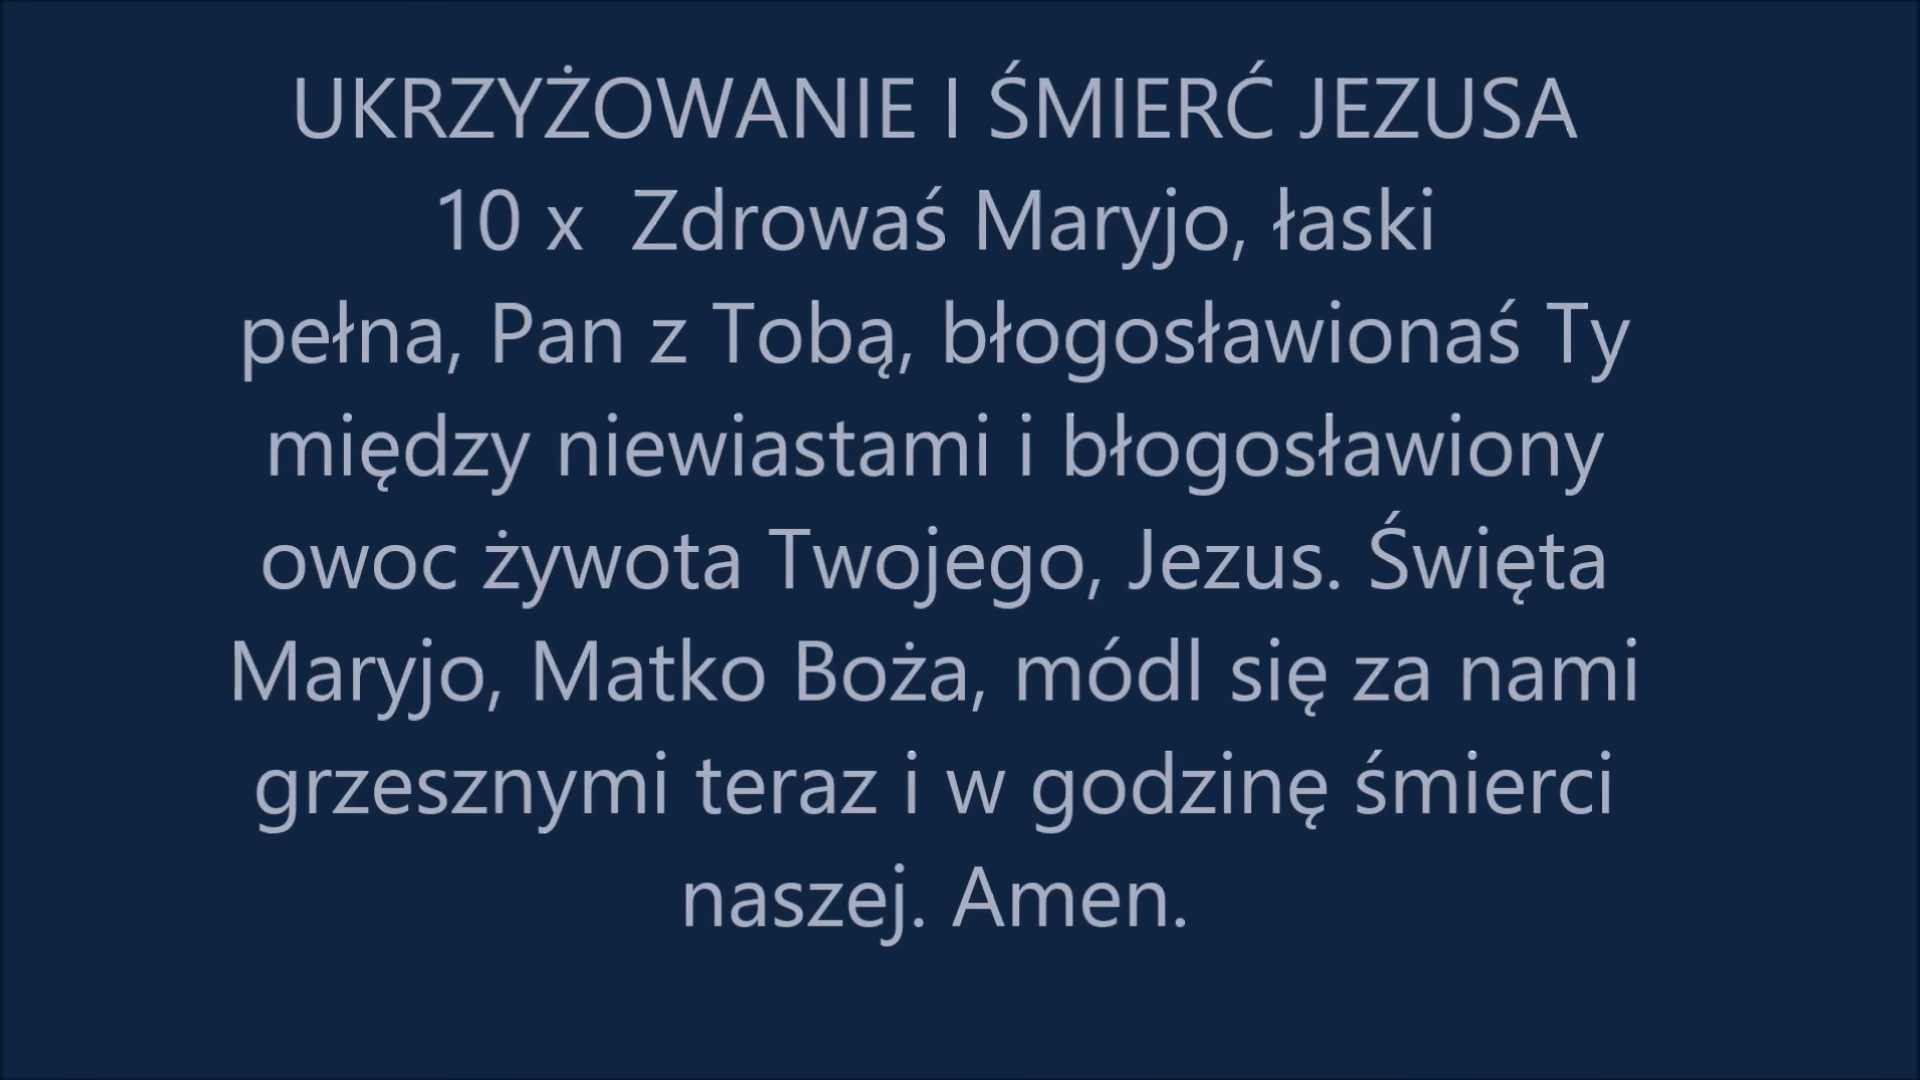 UKRZYŻOWANIE I ŚMIERĆ JEZUSA
10 x  Zdrowaś Maryjo, łaski
pełna, Pan z Tobą, błogosławionaś Ty
między niewiastami i błogosławiony
owoc żywota Twojego, Jezus. Święta
Maryjo, Matko Boża, módl się za nami
grzesznymi teraz i w godzinę śmierci
naszej. Amen.